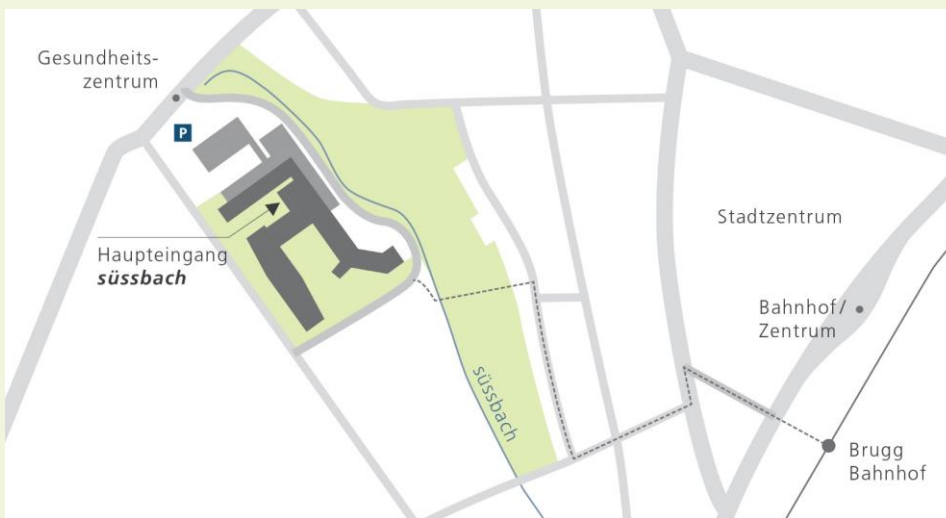 Gesundheits-
zentrum
P
Haupteingang
süssbach
süssbach
Stadtzentrum
Bahnhof/
Zentrum
Brugg
Bahnhof